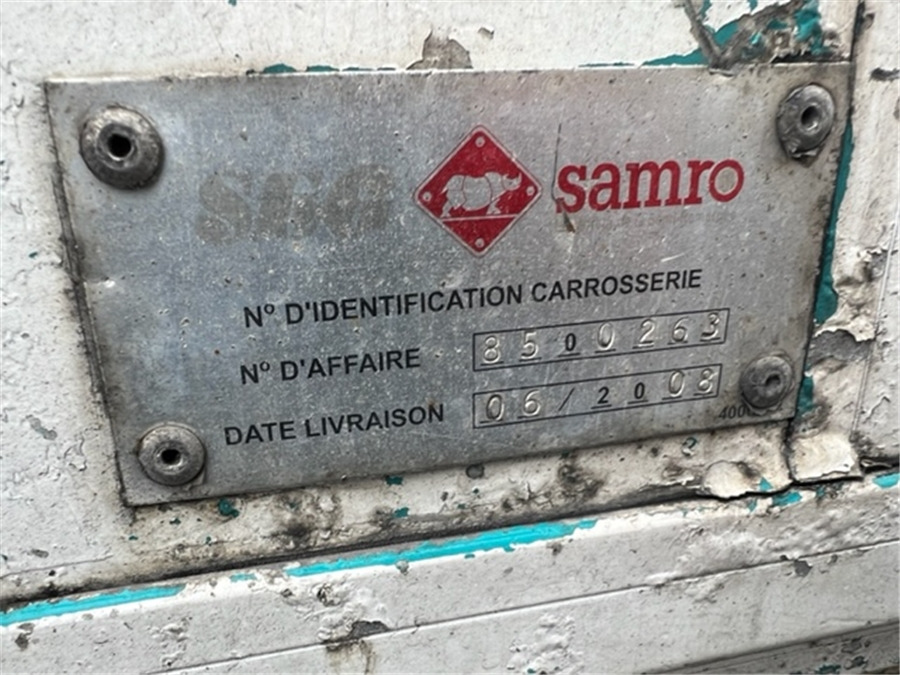 samro
N° D'IDENTIFICATION CARROSSERIE
N° D'AFFAIRE 8500263
DATE LIVRAISON 06/2008